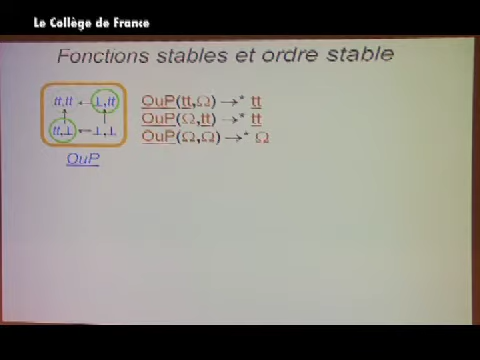 Le Collège de France
Fonctions stables et ordre stable
tt,tt ⊥,tt
tt,⊥ ⊥,⊥
OuP
OuP(tt,Ω) →* tt
OuP(Ω,tt) →* tt
OuP(Ω,Ω) →* Ω